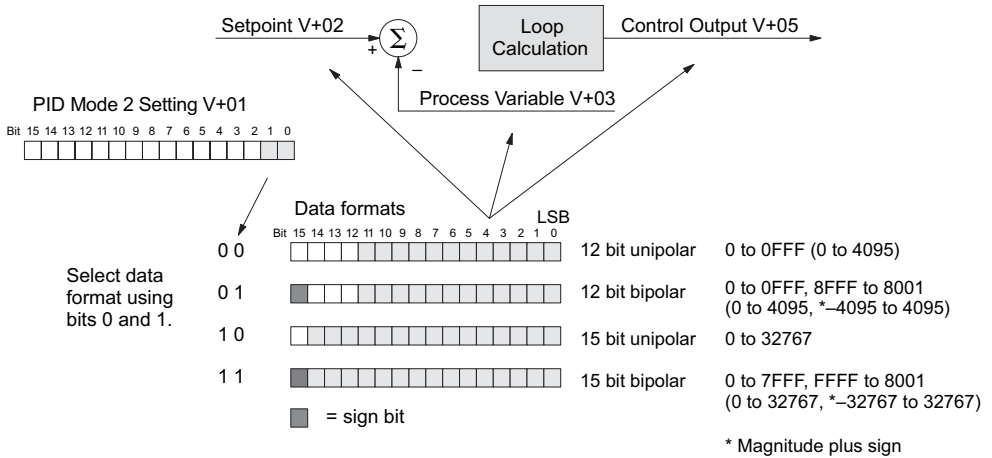 Setpoint V+02
+
Σ
−
Loop
Calculation
Control Output V+05
Process Variable V+03
PID Mode 2 Setting V+01
Bit 15 14 13 12 11 10 9 8 7 6 5 4 3 2 1 0
Data formats
LSB
Bit 15 14 13 12 11 10 9 8 7 6 5 4 3 2 1 0
Select data
format using
bits 0 and 1.
0 0
12 bit unipolar
0 to 0FFF (0 to 4095)
0 1
12 bit bipolar
0 to 0FFF, 8FFF to 8001
(0 to 4095, *–4095 to 4095)
1 0
15 bit unipolar
0 to 32767
1 1
15 bit bipolar
0 to 7FFF, FFFF to 8001
(0 to 32767, *–32767 to 32767)
= sign bit
* Magnitude plus sign